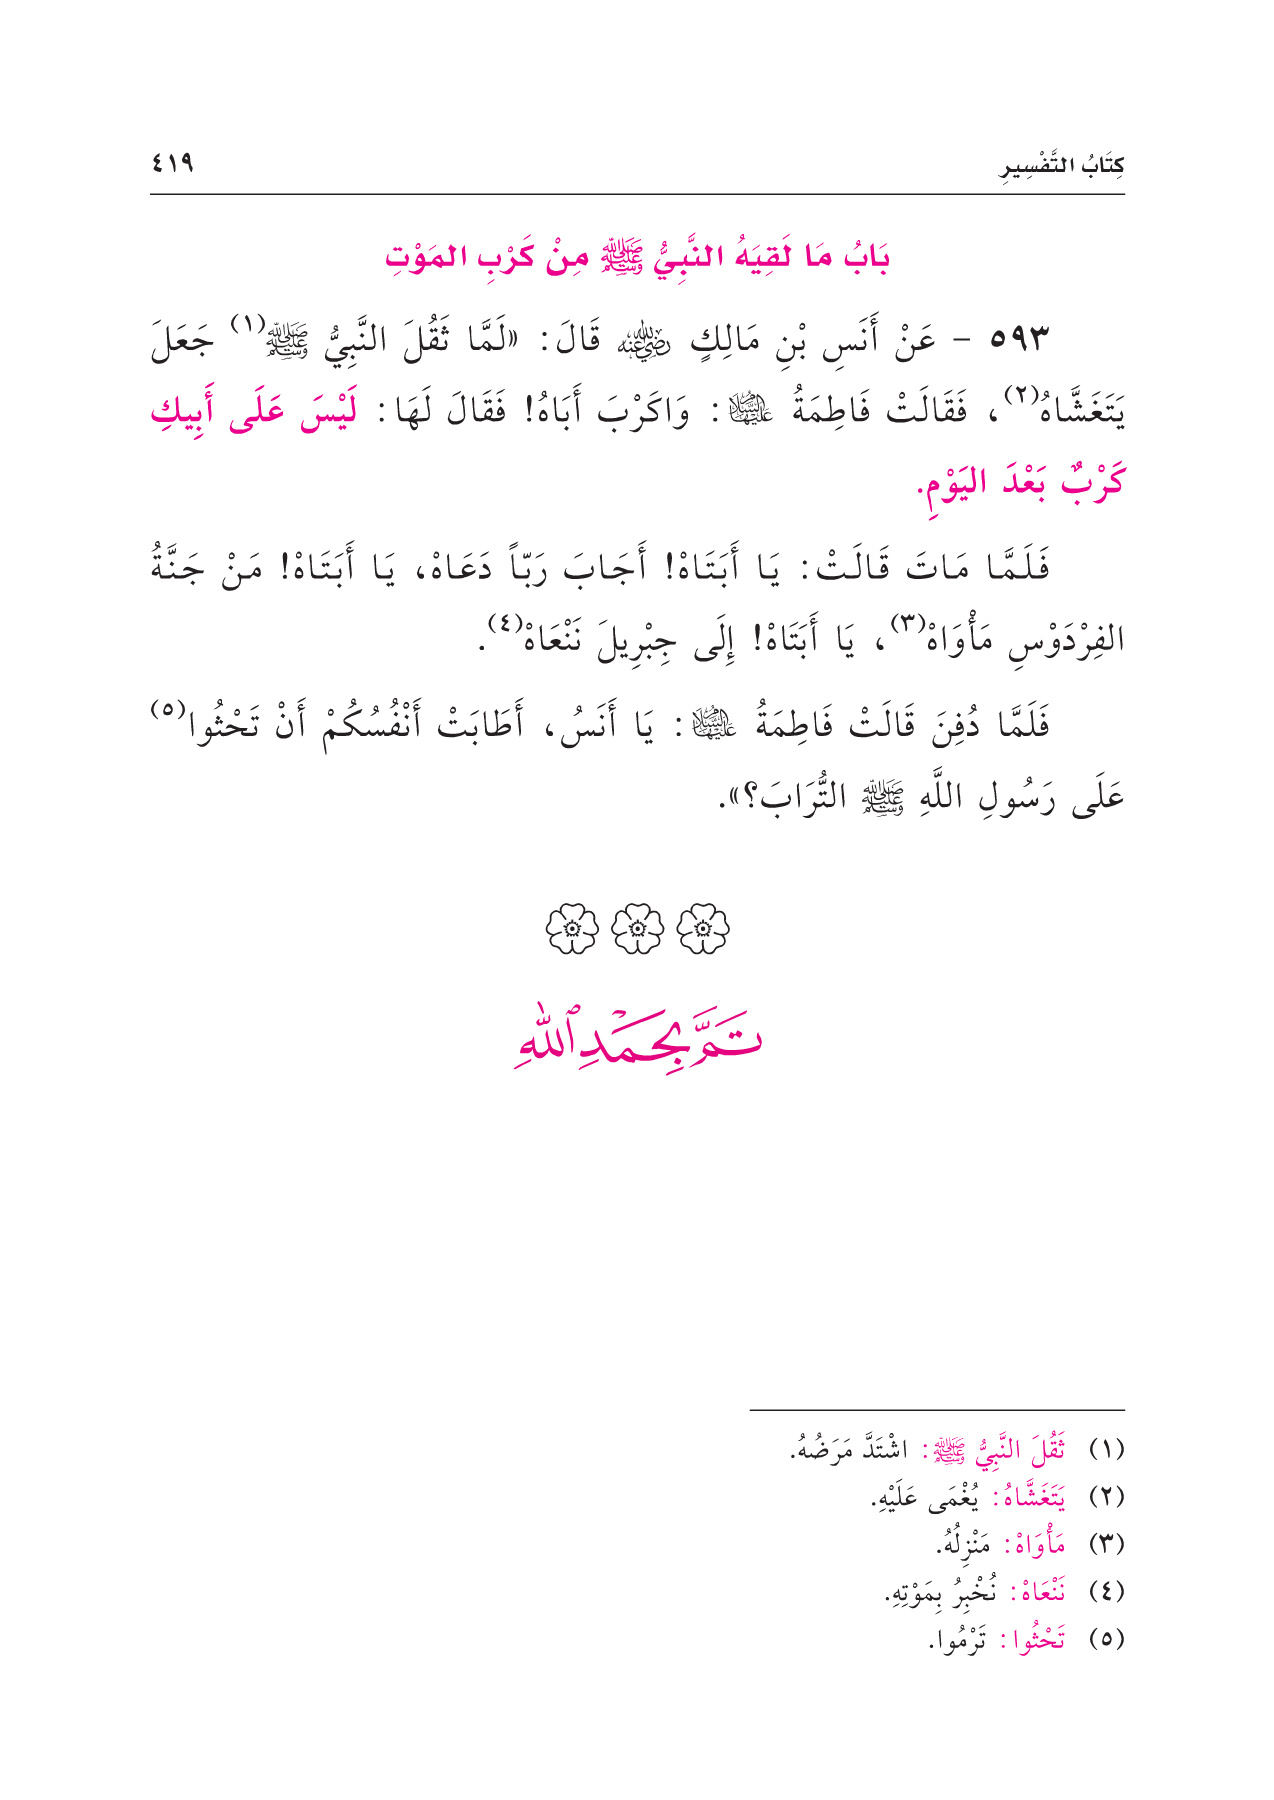 كِتَابُ التَّفْسِيرِ ٤١٩
بَابُ مَا لَقِيَهُ النَّبِيُّ ﷺ مِنْ كَرْبِ المَوْتِ
٥٩٣ - عَنْ أَنَسِ بْنِ مَالِكٍ رضي الله عنه قَالَ: «لَمَّا ثَقُلَ النَّبِيُّ ﷺ(١) جَعَلَ
يَتَغَشَّاهُ(٢)، فَقَالَتْ فَاطِمَةُ عليها السلام: وَاكَرْبَ أَبَاهُ! فَقَالَ لَهَا: لَيْسَ عَلَى أَبِيكِ
كَرْبٌ بَعْدَ اليَوْمِ.
فَلَمَّا مَاتَ قَالَتْ: يَا أَبَتَاهْ! أَجَابَ رَبّاً دَعَاهْ، يَا أَبَتَاهْ! مَنْ جَنَّةُ
الفِرْدَوْسِ مَأْوَاهْ(٣)، يَا أَبَتَاهْ! إِلَى جِبْرِيلَ نَنْعَاهْ(٤).
فَلَمَّا دُفِنَ قَالَتْ فَاطِمَةُ عليها السلام: يَا أَنَسُ، أَطَابَتْ أَنْفُسُكُمْ أَنْ تَحْثُوا(٥)
عَلَى رَسُولِ اللَّهِ ﷺ التُّرَابَ؟».
تَمَّ بِحَمْدِ ٱللَّهِ
(١) ثَقُلَ النَّبِيُّ ﷺ: اشْتَدَّ مَرَضُهُ.
(٢) يَتَغَشَّاهُ: يُغْمَى عَلَيْهِ.
(٣) مَأْوَاهْ: مَنْزِلُهُ.
(٤) نَنْعَاهْ: نُخْبِرُ بِمَوْتِهِ.
(٥) تَحْثُوا: تَرْمُوا.